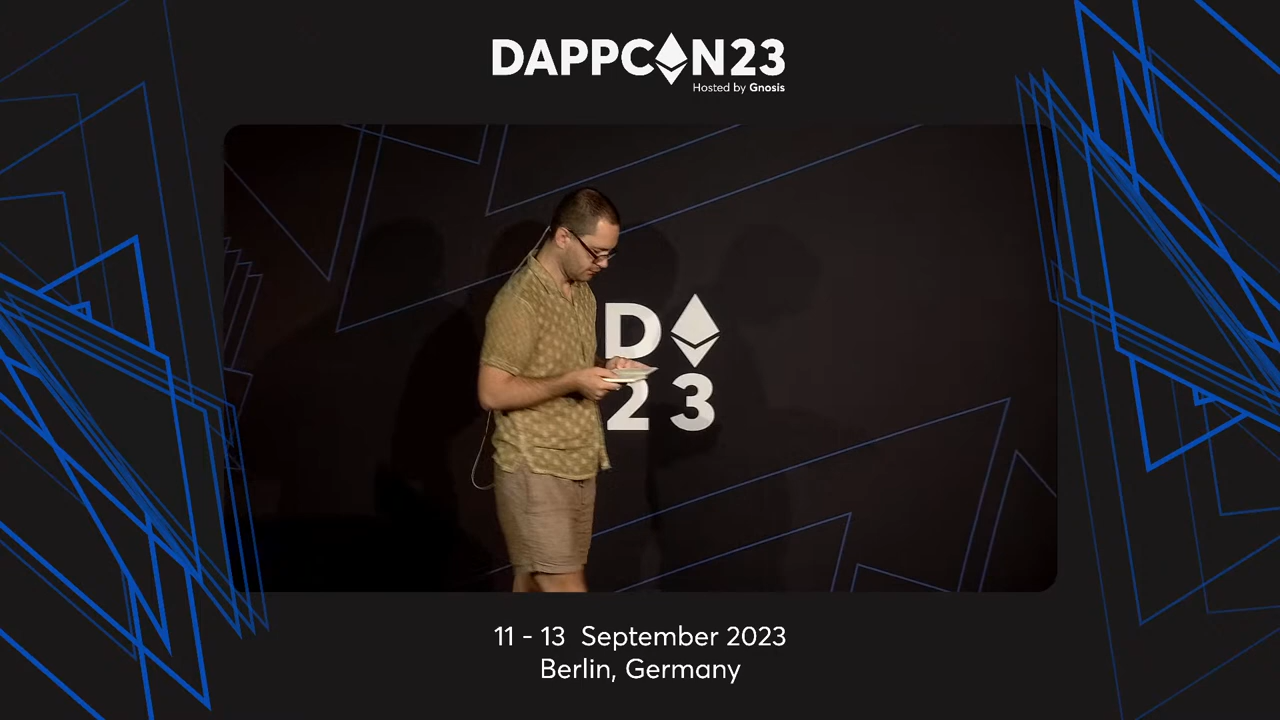 DAPPCON23
Hosted by Gnosis
D
23
11 - 13 September 2023
Berlin, Germany